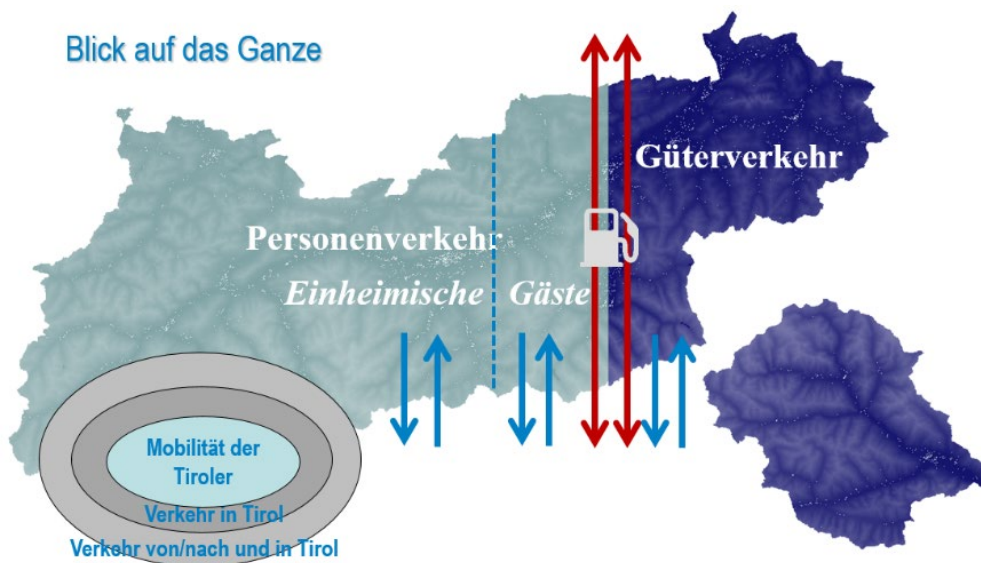 Blick auf das Ganze
Güterverkehr
Personenverkehr
Einheimische
Gäste
Mobilität der
Tiroler
Verkehr in Tirol
Verkehr von/nach und in Tirol